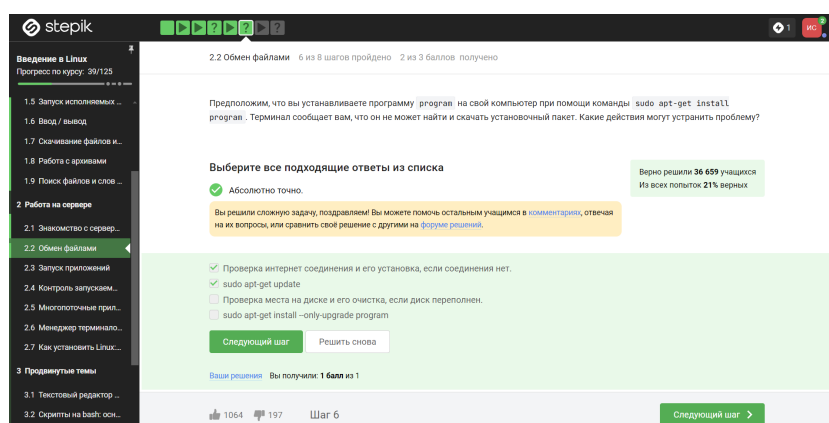 stepik
1
ИС
2
Введение в Linux
Прогресс по курсу: 39/125
1.5 Запуск исполняемых ...
1.6 Ввод / вывод
1.7 Скачивание файлов и...
1.8 Работа с архивами
1.9 Поиск файлов и слов ...
2 Работа на сервере
2.1 Знакомство с сервер...
2.2 Обмен файлами
2.3 Запуск приложений
2.4 Контроль запускаем...
2.5 Многопоточные прил...
2.6 Менеджер терминало...
2.7 Как установить Linux:...
3 Продвинутые темы
3.1 Текстовый редактор ...
3.2 Скрипты на bash: осн...
2.2 Обмен файлами 6 из 8 шагов пройдено 2 из 3 баллов получено
Предположим, что вы устанавливаете программу program на свой компьютер при помощи команды sudo apt-get install
program . Терминал сообщает вам, что он не может найти и скачать установочный пакет. Какие действия могут устранить проблему?
Выберите все подходящие ответы из списка
Абсолютно точно.
Верно решили 36 659 учащихся
Из всех попыток 21% верных
Вы решили сложную задачу, поздравляем! Вы можете помочь остальным учащимся в комментариях, отвечая
на их вопросы, или сравнить своё решение с другими на форуме решений.
Проверка интернет соединения и его установка, если соединения нет.
sudo apt-get update
Проверка места на диске и его очистка, если диск переполнен.
sudo apt-get install –only-upgrade program
Следующий шаг Решить снова
Ваши решения Вы получили: 1 балл из 1
1064 197 Шаг 6
Следующий шаг